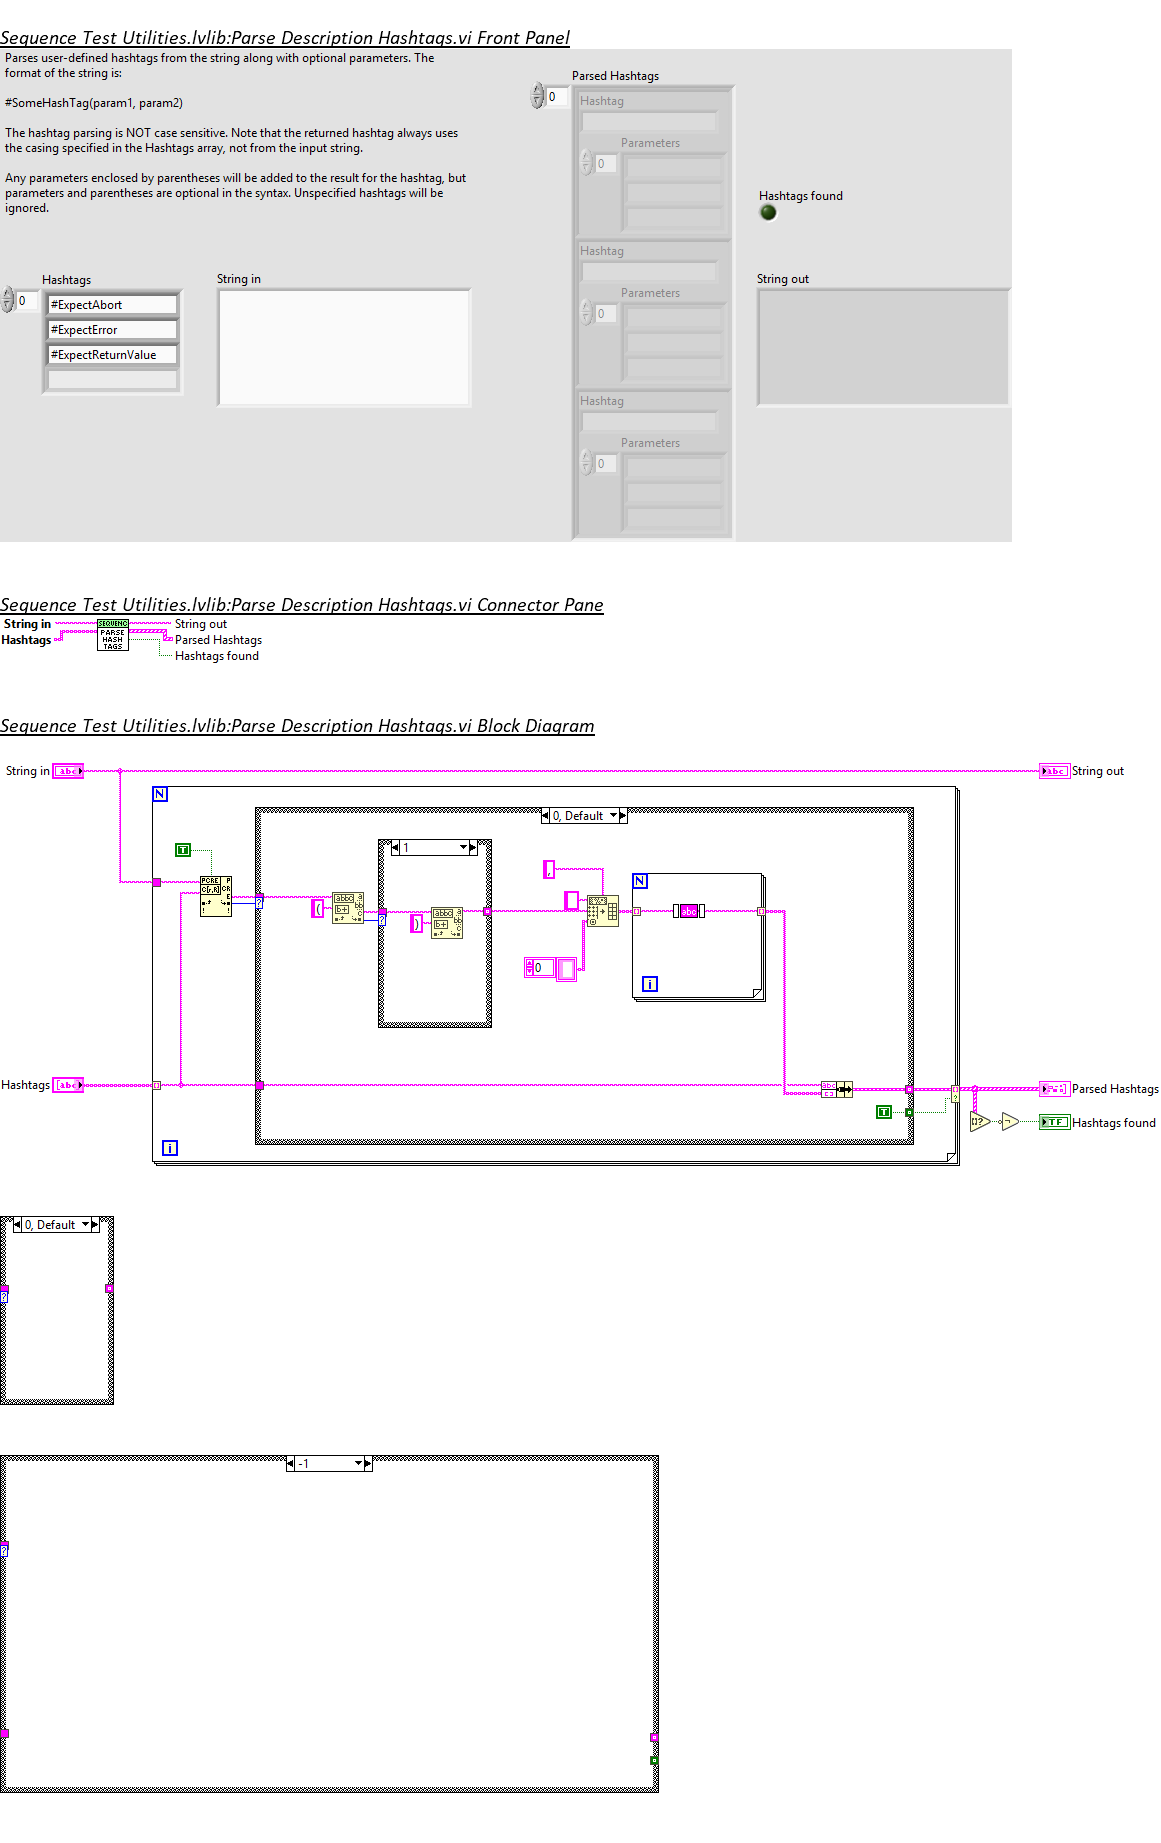 Sequence Test Utilities.lvlib:Parse Description Hashtags.vi Front Panel
Parses user-defined hashtags from the string along with optional parameters. The
format of the string is:
#SomeHashTag(param1, param2)
The hashtag parsing is NOT case sensitive. Note that the returned hashtag always uses
the casing specified in the Hashtags array, not from the input string.
Any parameters enclosed by parentheses will be added to the result for the hashtag, but
parameters and parentheses are optional in the syntax. Unspecified hashtags will be
ignored.
Parsed Hashtags
0
Hashtag
Parameters
0
Hashtag
Parameters
0
Hashtag
Parameters
0
Hashtags found
Hashtags
0
#ExpectAbort
#ExpectError
#ExpectReturnValue
String in
String out
Sequence Test Utilities.lvlib:Parse Description Hashtags.vi Connector Pane
String in
Hashtags
SEQUENC
PARSE
HASH
TAGS
String out
Parsed Hashtags
Hashtags found
Sequence Test Utilities.lvlib:Parse Description Hashtags.vi Block Diagram
String in
abc
abc
String out
N
0, Default
T
1
,
N
PCRE
(
)
abc
0
i
Hashtags
abc
abc
Parsed Hashtags
T
TF
Hashtags found
i
0, Default
?
-1
?